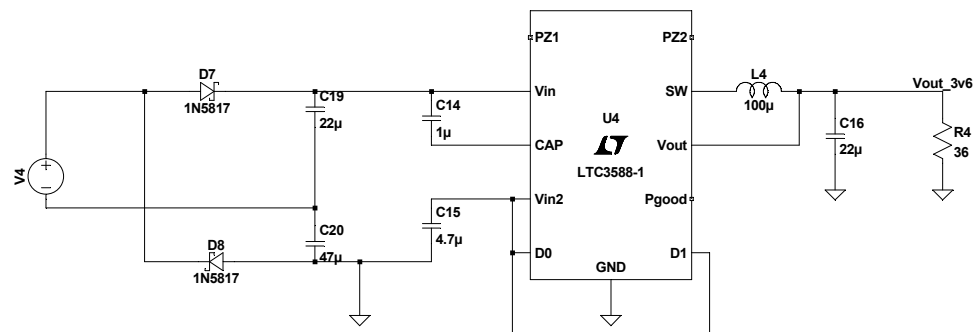 PZ1
PZ2
D7
1N5817
C19
22µ
C14
1µ
Vin
SW
L4
100µ
Vout_3v6
U4
LTC3588-1
C16
22µ
R4
36
CAP
Vout
V4
+
−
Vin2
Pgood
C15
4.7µ
C20
47µ
D8
1N5817
D0
D1
GND